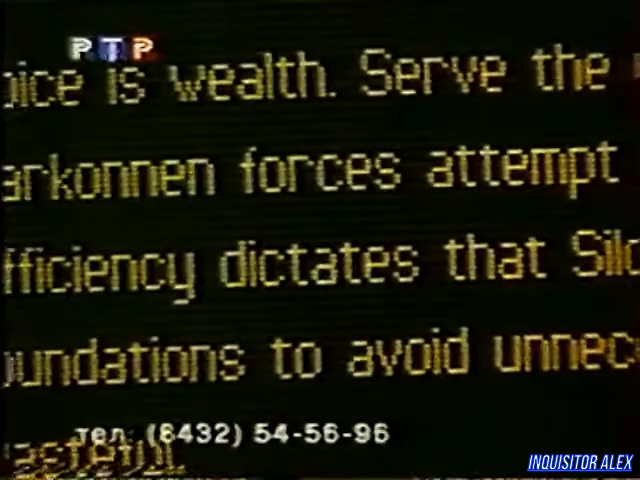 РТР
oice is wealth. Serve the
arkonnen forces attempt
fficiency dictates that Silo
oundations to avoid unnec
тел: (8432) 54-56-96
INQUISITOR ALEX